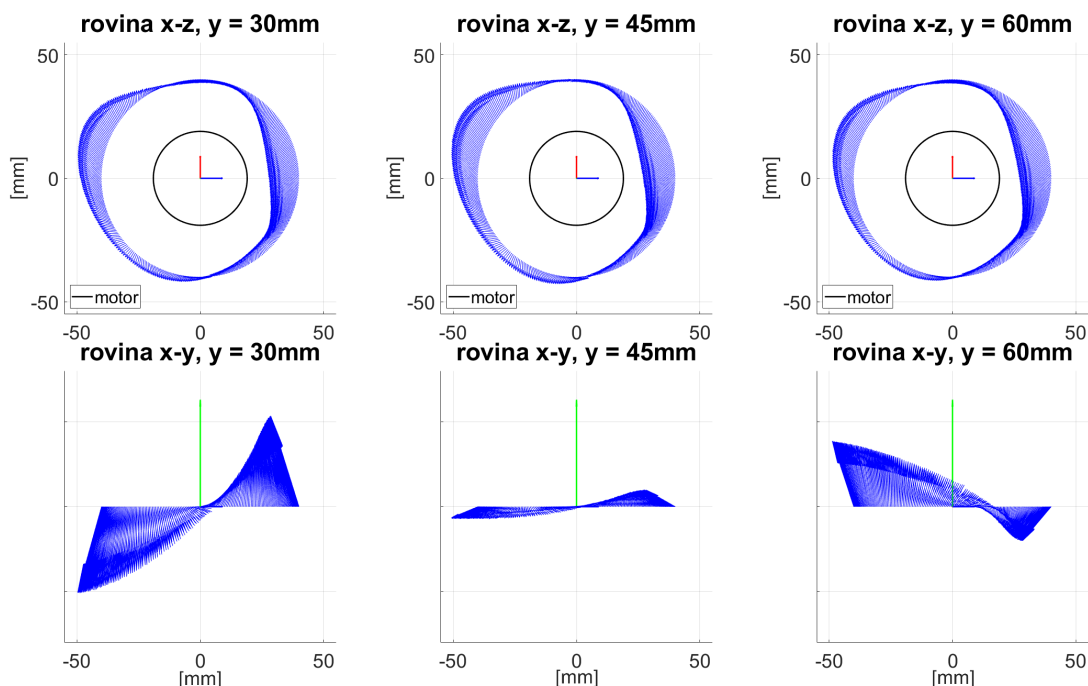 rovina x-z, y = 30mm
rovina x-z, y = 45mm
rovina x-z, y = 60mm
50
50
50
[mm]
[mm]
[mm]
0
0
0
motor
motor
motor
-50
-50
-50
-50 0 50
-50 0 50
-50 0 50
rovina x-y, y = 30mm
rovina x-y, y = 45mm
rovina x-y, y = 60mm
-50 0 50
-50 0 50
-50 0 50
[mm]
[mm]
[mm]